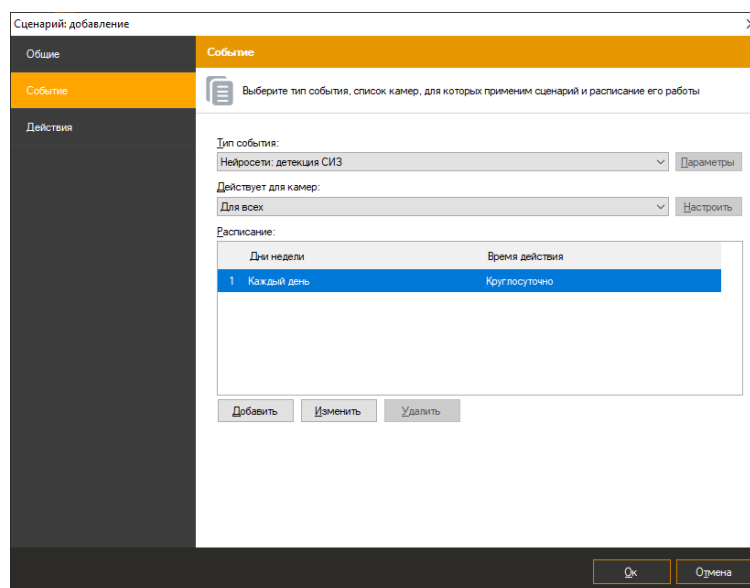 Сценарий: добавление
Общие
Событие
Действия
Событие
Выберите тип события, список камер, для которых применим сценарий и расписание его работы
Тип события:
Нейросети: детекция СИЗ
Параметры
Действует для камер:
Для всех
Настроить
Расписание:
Дни недели Время действия
1 Каждый день Круглосуточно
Добавить Изменить Удалить
Ок Отмена